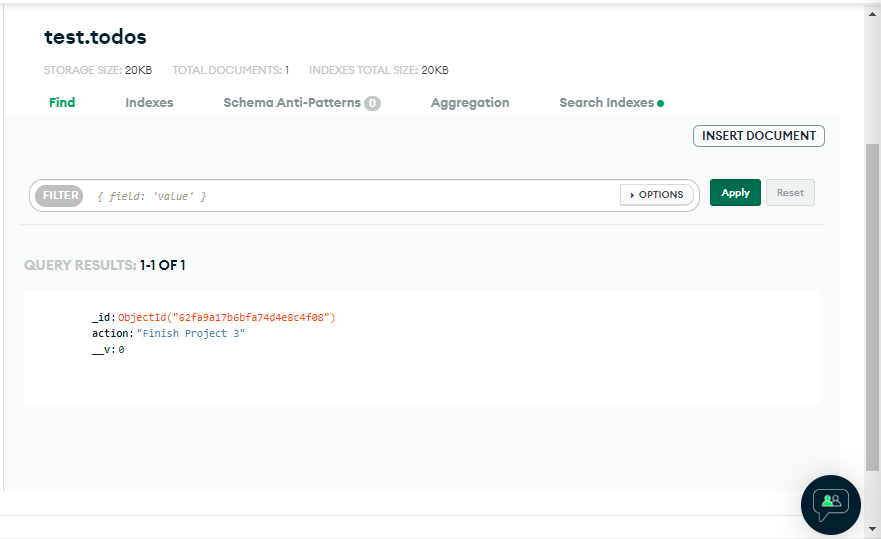 test.todos
STORAGE SIZE: 20KB TOTAL DOCUMENTS: 1 INDEXES TOTAL SIZE: 20KB
Find Indexes Schema Anti-Patterns 0 Aggregation Search Indexes
INSERT DOCUMENT
FILTER { field: 'value' } OPTIONS Apply Reset
QUERY RESULTS: 1-1 OF 1
_id: ObjectId("62fa9a17b6bfa74d4e8c4f08")
action: "Finish Project 3"
__v: 0